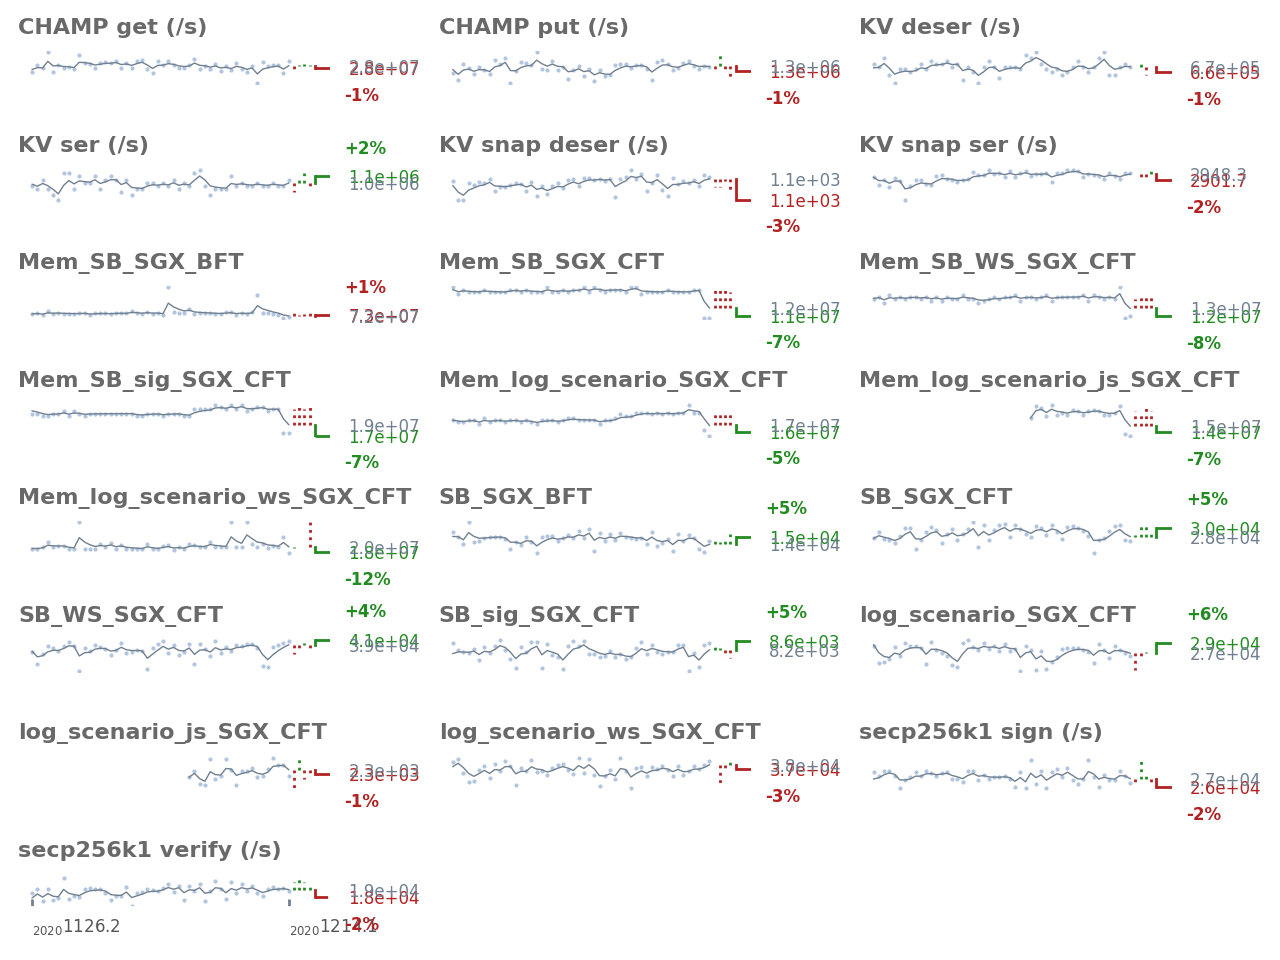 CHAMP get (/s)
2.8e+07
2.8e+07
-1%
CHAMP put (/s)
1.3e+06
1.3e+06
-1%
KV deser (/s)
6.7e+05
6.6e+05
-1%
KV ser (/s)
+2%
1.1e+06
1.0e+06
KV snap deser (/s)
1.1e+03
1.1e+03
-3%
KV snap ser (/s)
2948.3
2901.7
-2%
Mem_SB_SGX_BFT
+1%
7.2e+07
Mem_SB_SGX_CFT
1.2e+07
1.1e+07
-7%
Mem_SB_WS_SGX_CFT
1.3e+07
1.2e+07
-8%
Mem_SB_sig_SGX_CFT
1.9e+07
1.7e+07
-7%
Mem_log_scenario_SGX_CFT
1.7e+07
1.6e+07
-5%
Mem_log_scenario_js_SGX_CFT
1.5e+07
1.4e+07
-7%
Mem_log_scenario_ws_SGX_CFT
1.8e+07
-12%
SB_SGX_BFT
+5%
1.5e+04
1.4e+04
SB_SGX_CFT
+5%
3.0e+04
2.8e+04
SB_WS_SGX_CFT
+4%
4.1e+04
3.9e+04
SB_sig_SGX_CFT
+5%
8.6e+03
8.2e+03
log_scenario_SGX_CFT
+6%
2.9e+04
2.7e+04
log_scenario_js_SGX_CFT
2.3e+03
2.3e+03
-1%
log_scenario_ws_SGX_CFT
3.8e+04
3.7e+04
-3%
secp256k1 sign (/s)
2.7e+04
2.6e+04
-2%
secp256k1 verify (/s)
1.9e+04
1.8e+04
-2%
2020 1126.2
2020 1214.1